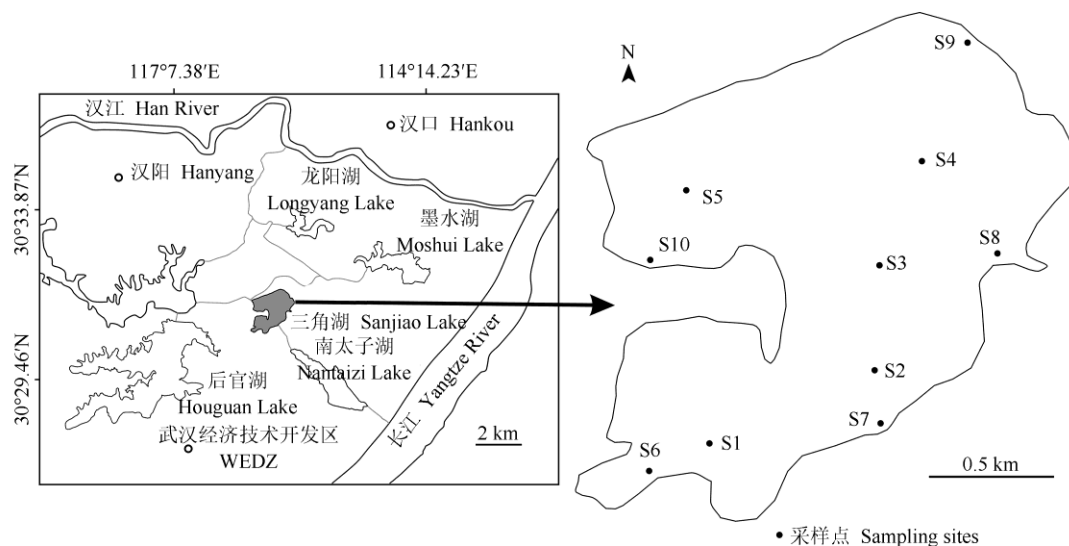 117°7.38′E
114°14.23′E
30°33.87′N
30°29.46′N
汉江 Han River
汉口 Hankou
汉阳 Hanyang
龙阳湖
Longyang Lake
墨水湖
Moshui Lake
三角湖 Sanjiao Lake
南太子湖
Nantaizi Lake
后官湖
Houguan Lake
武汉经济技术开发区
WEDZ
长江 Yangtze River
2 km
N
S9
S4
S5
S10
S3
S8
S2
S7
S1
S6
0.5 km
采样点 Sampling sites